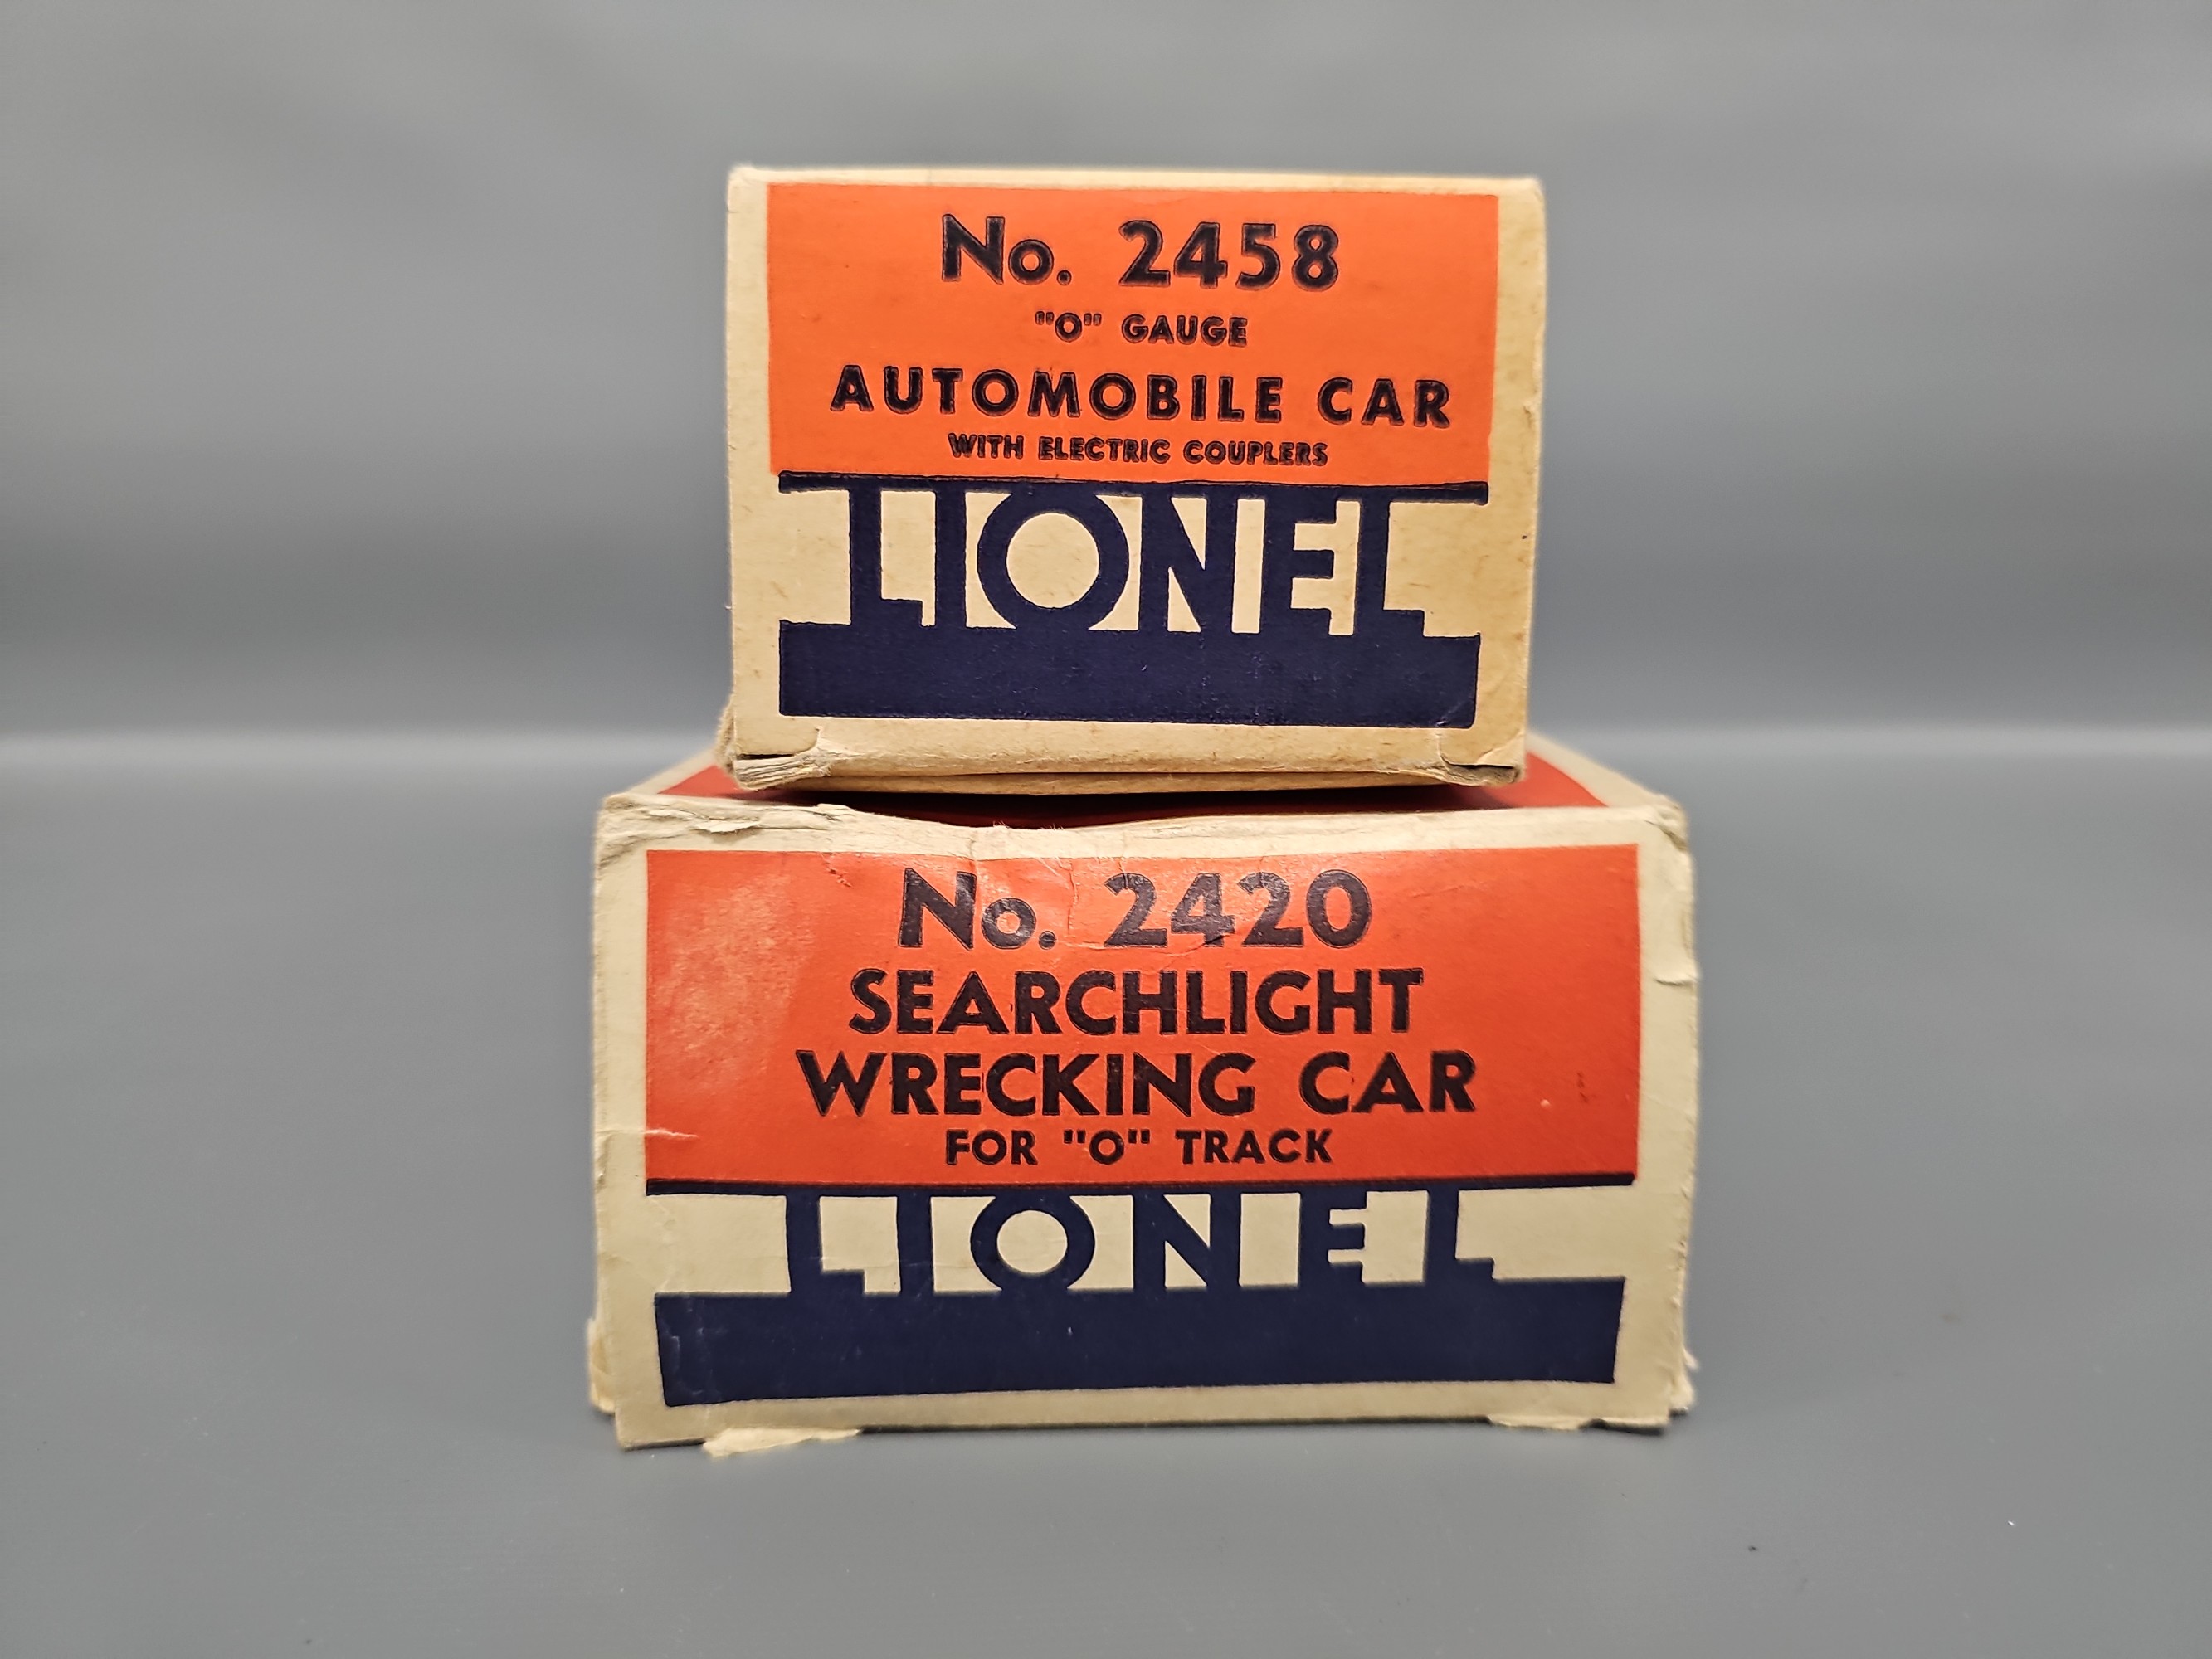 No. 2458
"O" GAUGE
AUTOMOBILE CAR
WITH ELECTRIC COUPLERS
LIONEL
No. 2420
SEARCHLIGHT
WRECKING CAR
FOR "O" TRACK
LIONEL